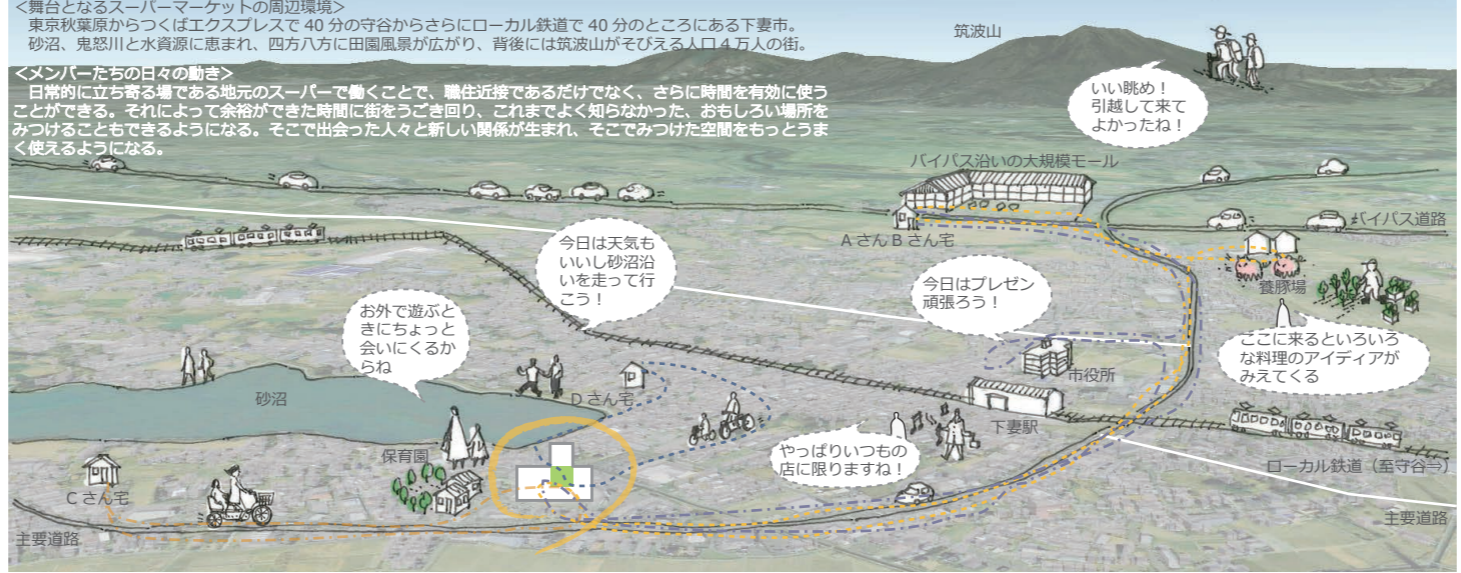 <舞台となるスーパーマーケットの周辺環境>
東京秋葉原からつくばエクスプレスで 40 分の守谷からさらにローカル鉄道で 40 分のところにある下妻市。
砂沼、鬼怒川と水資源に恵まれ、四方八方に田園風景が広がり、背後には筑波山がそびえる人口４万人の街。
<メンバーたちの日々の動き>
日常的に立ち寄る場である地元のスーパーで働くことで、職住近接であるだけでなく、さらに時間を有効に使う
ことができる。それによって余裕ができた時間に街をうごき回り、これまでよく知らなかった、おもしろい場所を
みつけることもできるようになる。そこで出会った人々と新しい関係が生まれ、そこでみつけた空間をもっとうま
く使えるようになる。
筑波山
いい眺め！
引越して来て
よかったね！
バイパス沿いの大規模モール
A さん B さん宅
バイパス道路
養豚場
今日は天気も
いいし砂沼沿
いを走って行
こう！
今日はプレゼン
頑張ろう！
お外で遊ぶと
きにちょっと
会いにくるか
らね
ここに来るといろいろ
な料理のアイディアが
みえてくる
市役所
砂沼
D さん宅
下妻駅
やっぱりいつもの
店に限りますね！
保育園
C さん宅
ローカル鉄道（至守谷⇒）
主要道路
主要道路